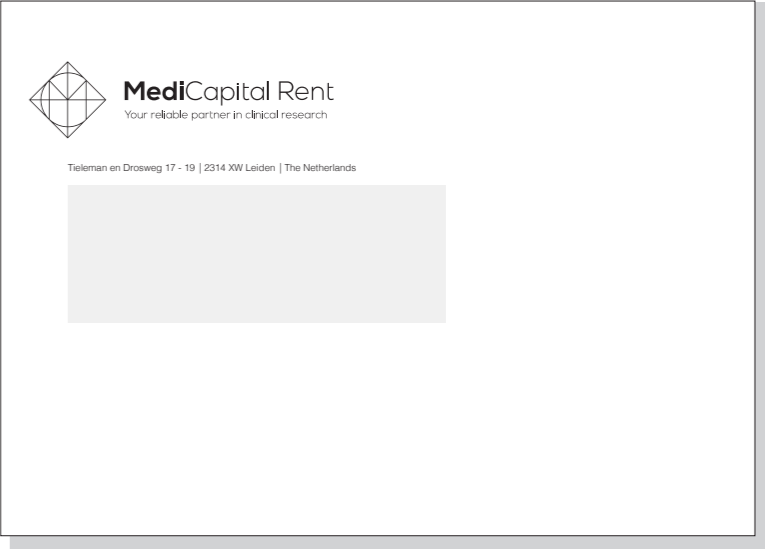 MediCapital Rent
Your reliable partner in clinical research
Tieleman en Drosweg 17 - 19 | 2314 XW Leiden | The Netherlands